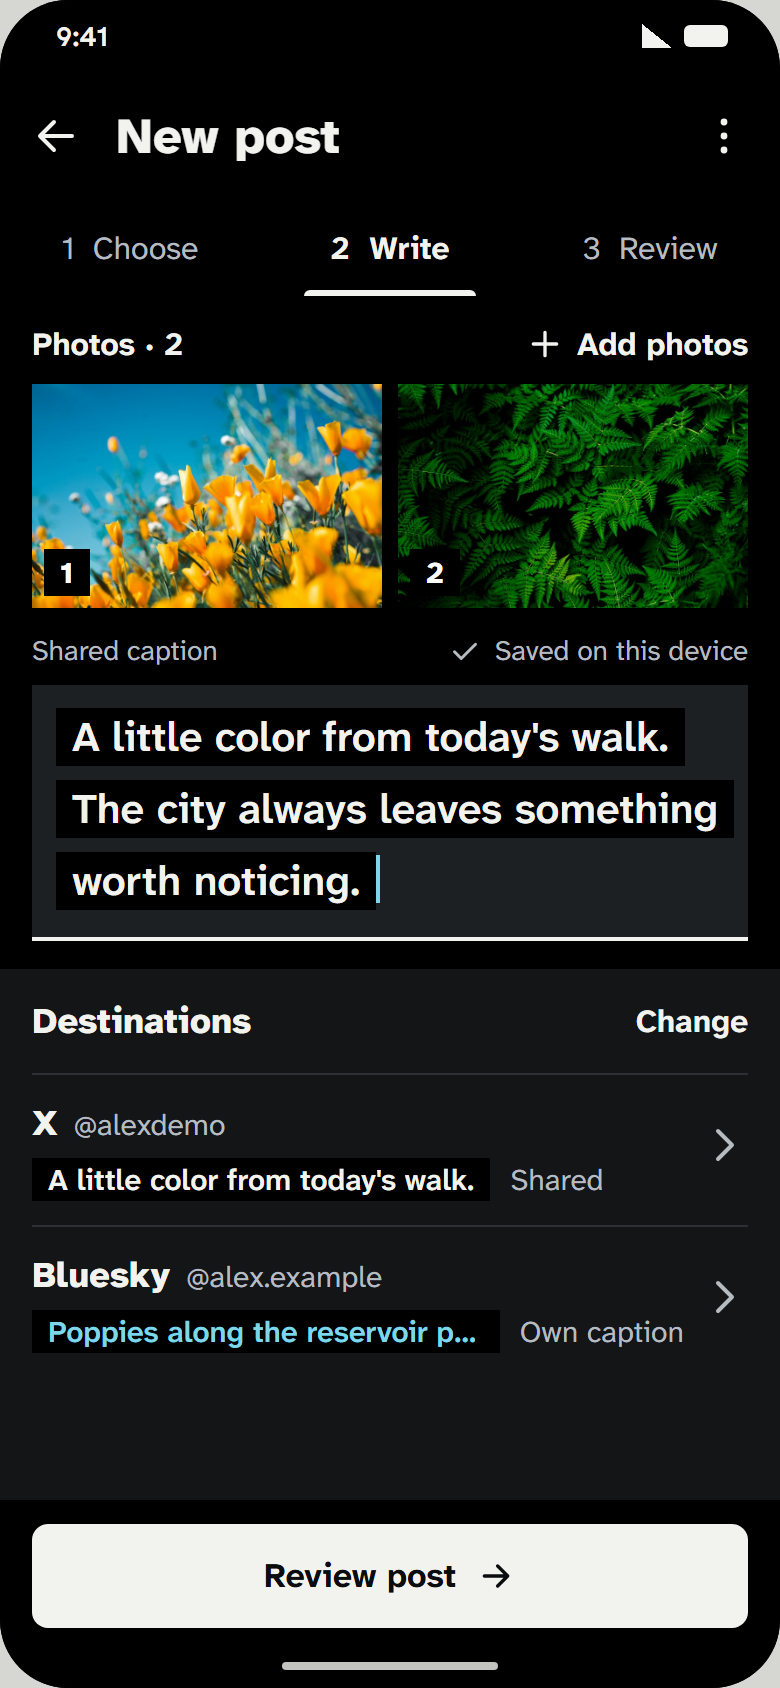 9:41
New post
1 Choose
2 Write
3 Review
Photos · 2
Add photos
1
2
Shared caption
Saved on this device
A little color from today's walk.
The city always leaves something
worth noticing.
Destinations
Change
X @alexdemo
A little color from today's walk. Shared
Bluesky @alex.example
Poppies along the reservoir p... Own caption
Review post